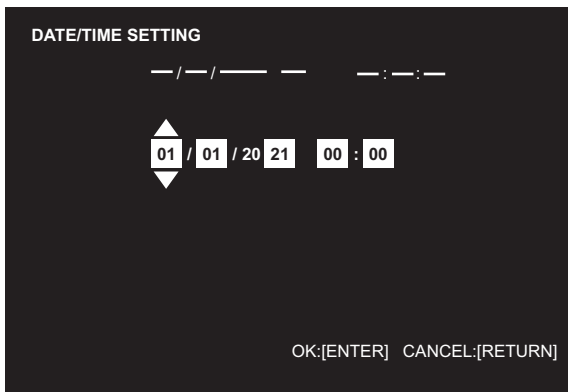 DATE/TIME SETTING
—/—/—— — —:—:—
01 / 01 / 20 21 00 : 00
OK:[ENTER] CANCEL:[RETURN]